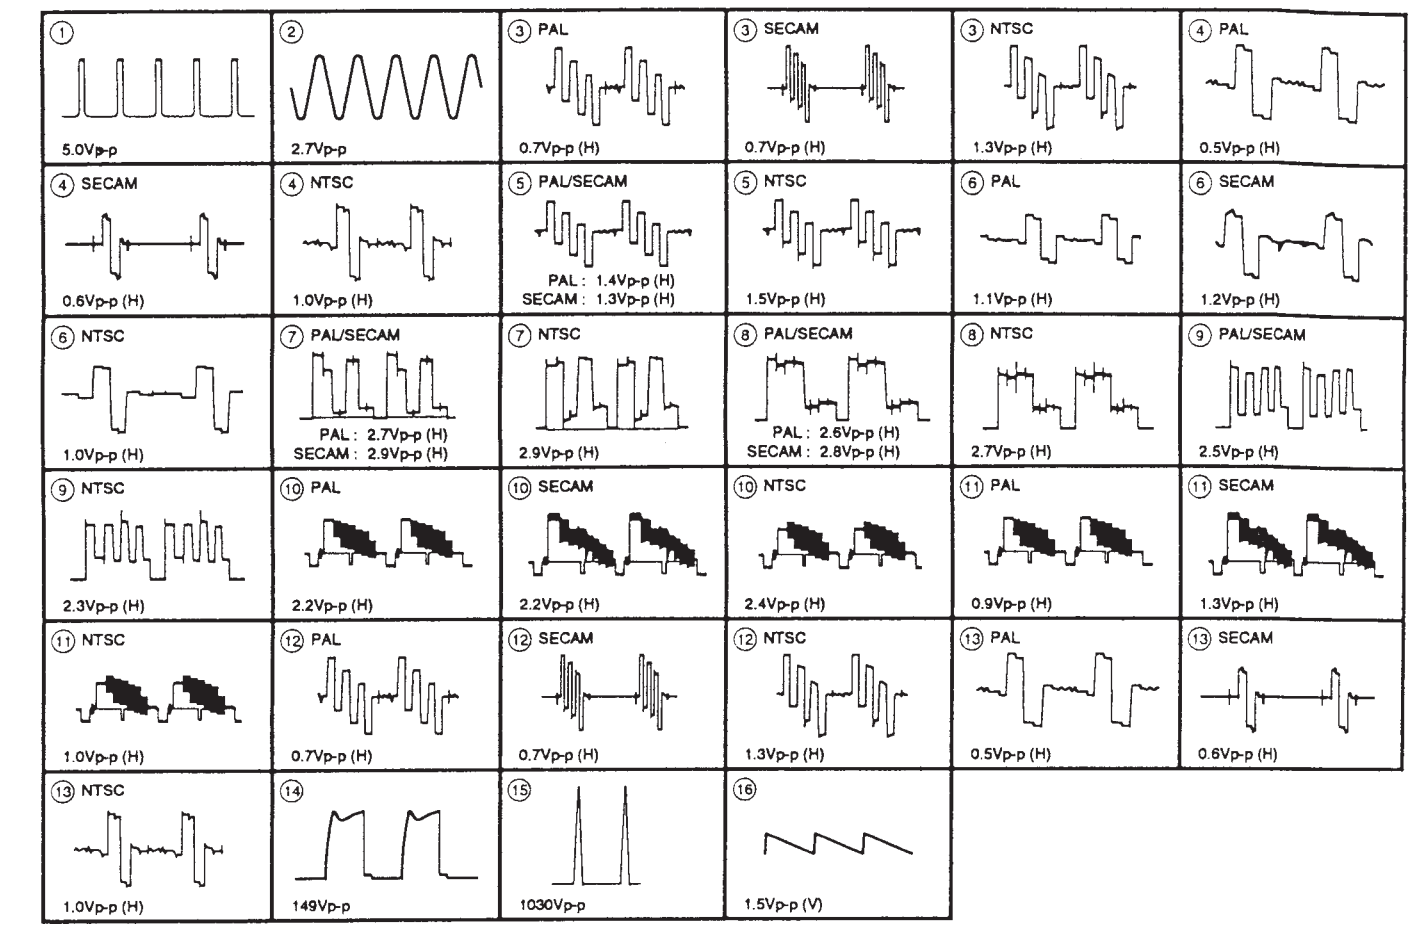 ① 
5.0Vp-p
②
2.7Vp-p
③ PAL
0.7Vp-p (H)
③ SECAM
0.7Vp-p (H)
③ NTSC
1.3Vp-p (H)
④ PAL
0.5Vp-p (H)
④ SECAM
0.6Vp-p (H)
④ NTSC
1.0Vp-p (H)
⑤ PAL/SECAM
PAL : 1.4Vp-p (H)
SECAM : 1.3Vp-p (H)
⑤ NTSC
1.5Vp-p (H)
⑥ PAL
1.1Vp-p (H)
⑥ SECAM
1.2Vp-p (H)
⑥ NTSC
1.0Vp-p (H)
⑦ PAL/SECAM
PAL : 2.7Vp-p (H)
SECAM : 2.9Vp-p (H)
⑦ NTSC
2.9Vp-p (H)
⑧ PAL/SECAM
PAL : 2.6Vp-p (H)
SECAM : 2.8Vp-p (H)
⑧ NTSC
2.7Vp-p (H)
⑨ PAL/SECAM
2.5Vp-p (H)
⑨ NTSC
2.3Vp-p (H)
⑩ PAL
2.2Vp-p (H)
⑩ SECAM
2.2Vp-p (H)
⑩ NTSC
2.4Vp-p (H)
⑪ PAL
0.9Vp-p (H)
⑪ SECAM
1.3Vp-p (H)
⑪ NTSC
1.0Vp-p (H)
⑫ PAL
0.7Vp-p (H)
⑫ SECAM
0.7Vp-p (H)
⑫ NTSC
1.3Vp-p (H)
⑬ PAL
0.5Vp-p (H)
⑬ SECAM
0.6Vp-p (H)
⑬ NTSC
1.0Vp-p (H)
⑭
149Vp-p
⑮
1030Vp-p
⑯
1.5Vp-p (V)